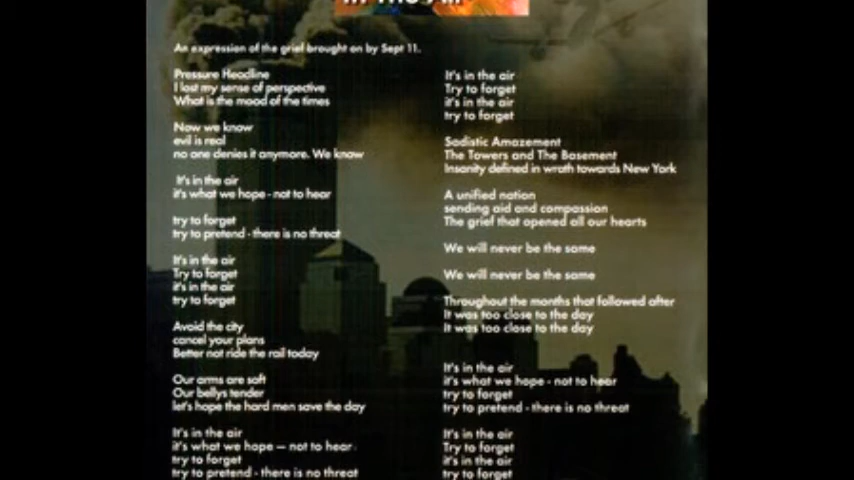 An expression of the grief brought on by Sept 11.
Pressure Headline
I lost my sense of perspective
What is the mood of the times
Now we know
evil is real
no one denies it anymore. We know
It's in the air
it's what we hope - not to hear
try to forget
try to pretend - there is no threat
It's in the air
Try to forget
it's in the air
try to forget
Avoid the city
cancel your plans
Better not ride the rail today
Our arms are soft
Our bellys tender
let's hope the hard men save the day
It's in the air
it's what we hope — not to hear
try to forget
try to pretend - there is no threat
It's in the air
Try to forget
it's in the air
try to forget
Sadistic Amazement
The Towers and The Basement
Insanity defined in wrath towards New York
A unified nation
sending aid and compassion
The grief that opened all our hearts
We will never be the same
We will never be the same
Throughout the months that followed after
It was too close to the day
It was too close to the day
It's in the air
it's what we hope - not to hear
try to forget
try to pretend - there is no threat
It's in the air
Try to forget
it's in the air
try to forget